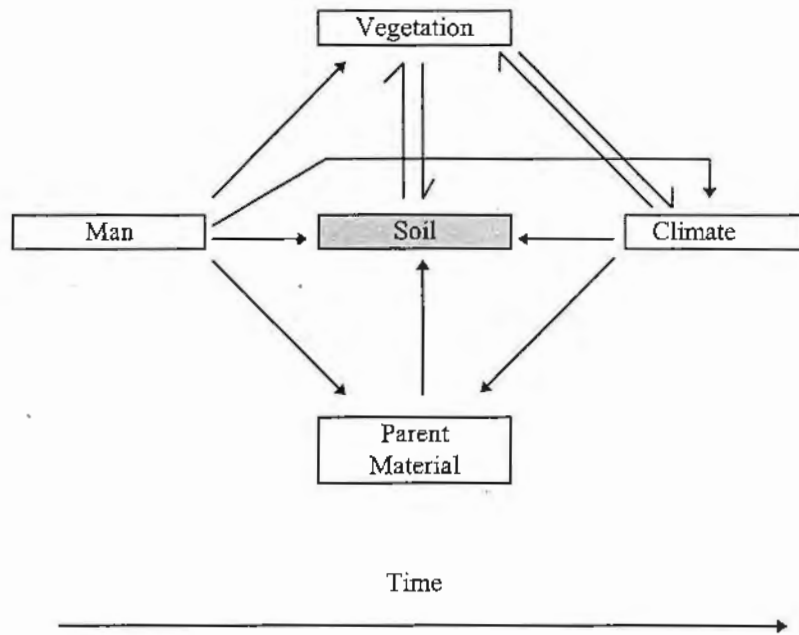 Vegetation
Man
Soil
Climate
Parent
Material
Time